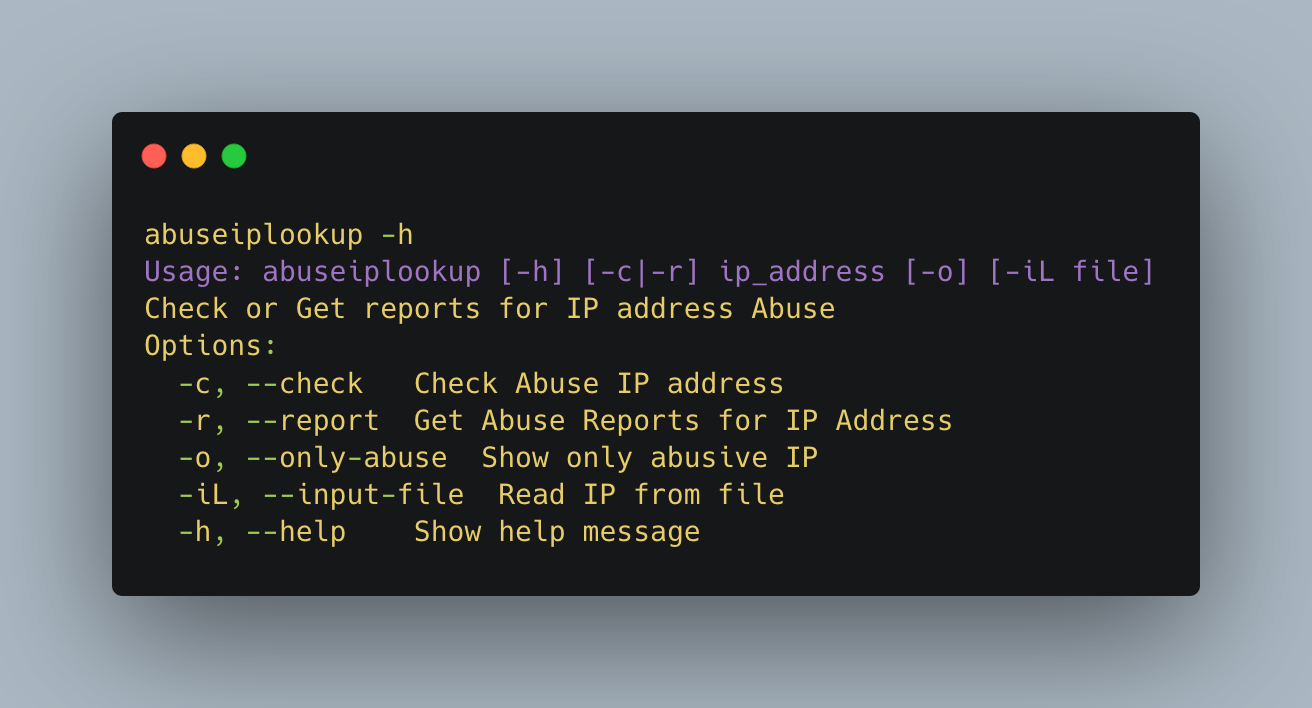 abuseiplookup -h
Usage: abuseiplookup [-h] [-c|-r] ip_address [-o] [-iL file]
Check or Get reports for IP address Abuse
Options:
  -c, --check   Check Abuse IP address
  -r, --report  Get Abuse Reports for IP Address
  -o, --only-abuse  Show only abusive IP
  -iL, --input-file  Read IP from file
  -h, --help    Show help message